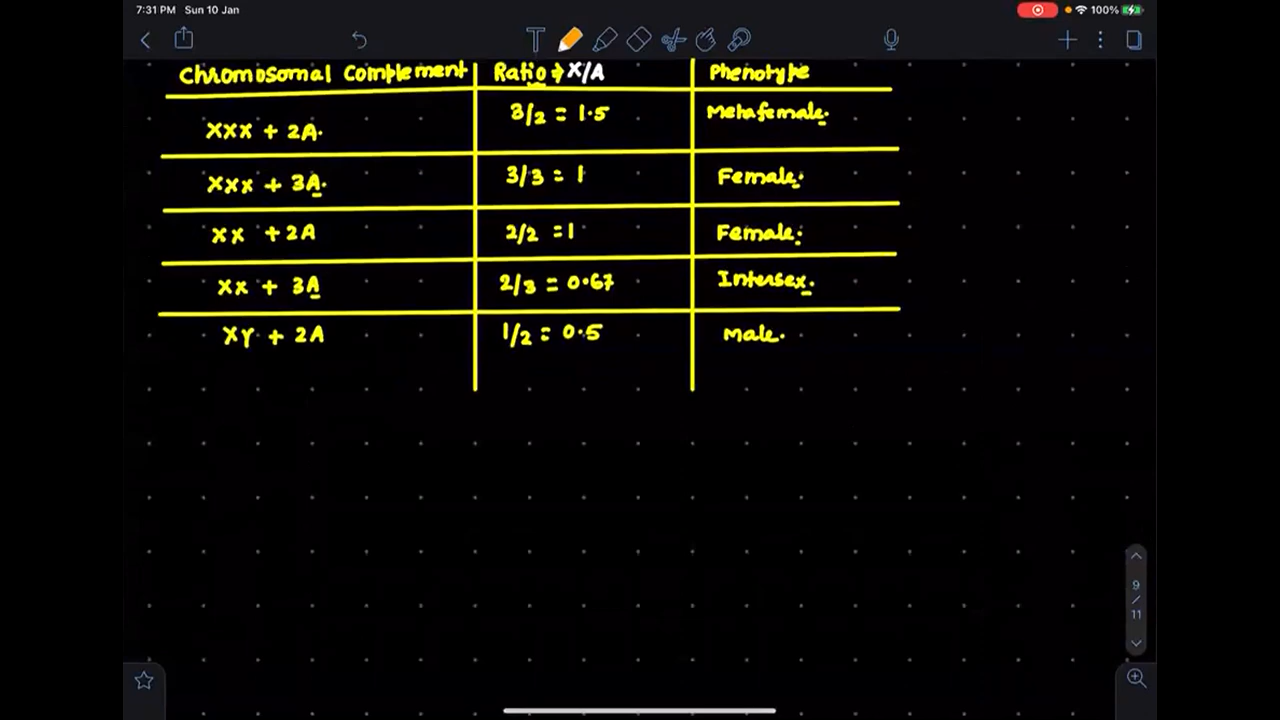 7:31 PM Sun 10 Jan 100%
T
Chromosomal Complement Ratio → X/A Phenotype
XXX + 2A. 3/2 = 1.5 Metafemale.
XXX + 3A. 3/3 = 1 Female.
XX + 2A 2/2 = 1 Female.
XX + 3A 2/3 = 0.67 Intersex.
XY + 2A 1/2 = 0.5 Male.
9
/
11